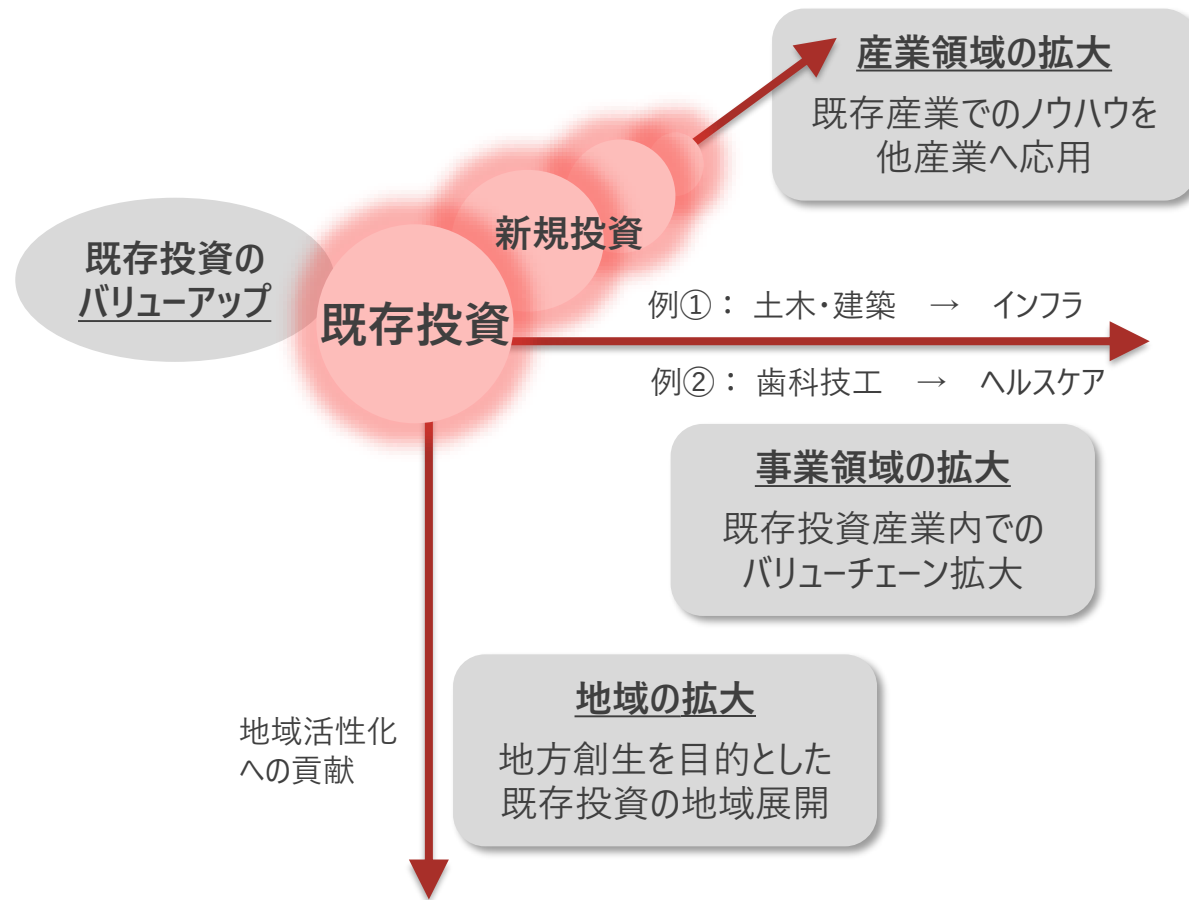 産業領域の拡大
既存産業でのノウハウを
他産業へ応用
新規投資
既存投資の
バリューアップ
既存投資
例①： 土木・建築 → インフラ
例②： 歯科技工 → ヘルスケア
事業領域の拡大
既存投資産業内での
バリューチェーン拡大
地域の拡大
地方創生を目的とした
既存投資の地域展開
地域活性化
への貢献